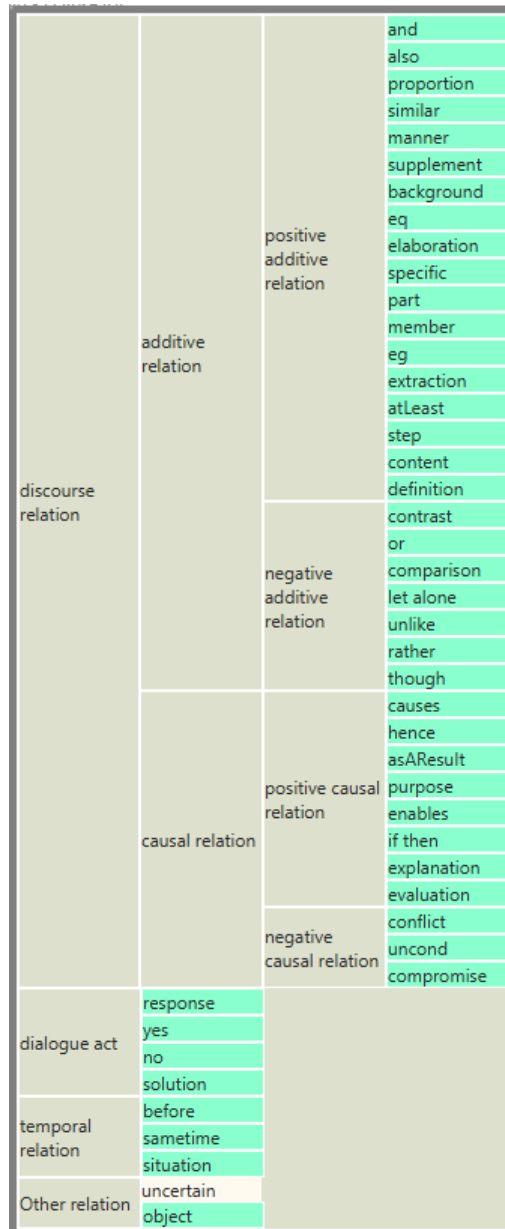 discourse
relation
additive
relation
positive
additive
relation
and
also
proportion
similar
manner
supplement
background
eq
elaboration
specific
part
member
eg
extraction
atLeast
step
content
definition
negative
additive
relation
contrast
or
comparison
let alone
unlike
rather
though
causal relation
positive causal
relation
causes
hence
asAResult
purpose
enables
if then
explanation
evaluation
negative
causal relation
conflict
uncond
compromise
dialogue act
response
yes
no
solution
temporal
relation
before
sametime
situation
Other relation
uncertain
object